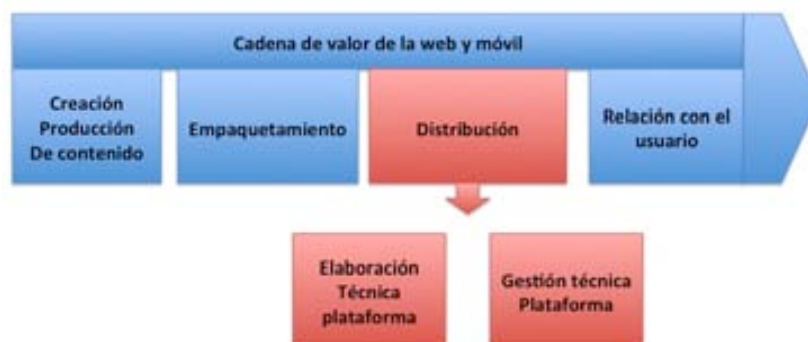 Cadena de valor de la web y móvil
Creación
Producción
De contenido
Empaquetamiento
Distribución
Relación con el
usuario
Elaboración
Técnica
plataforma
Gestión técnica
Plataforma